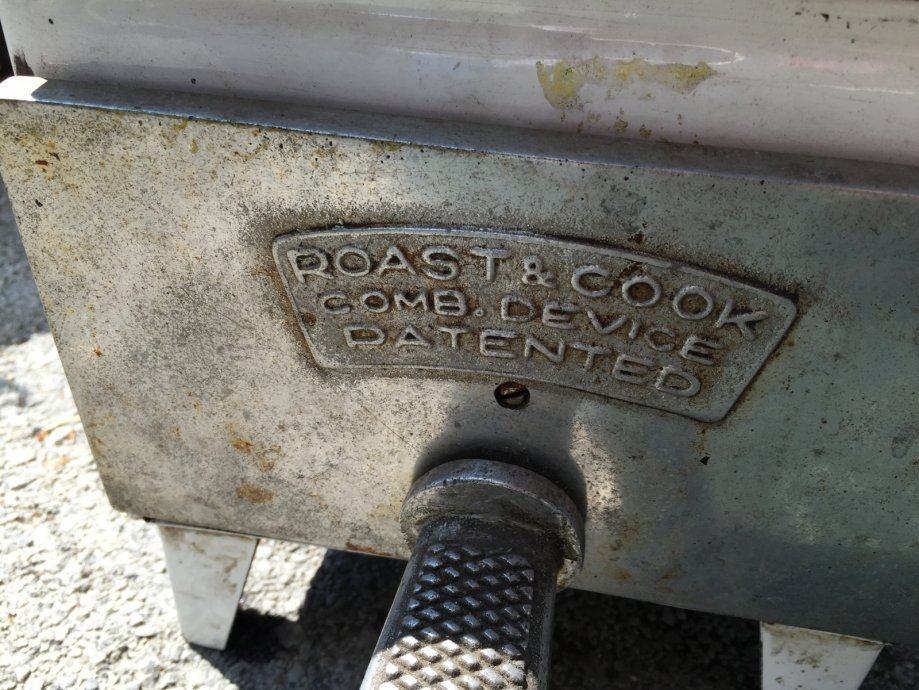 ROAST & COOK
COMB. DEVICE
PATENTED